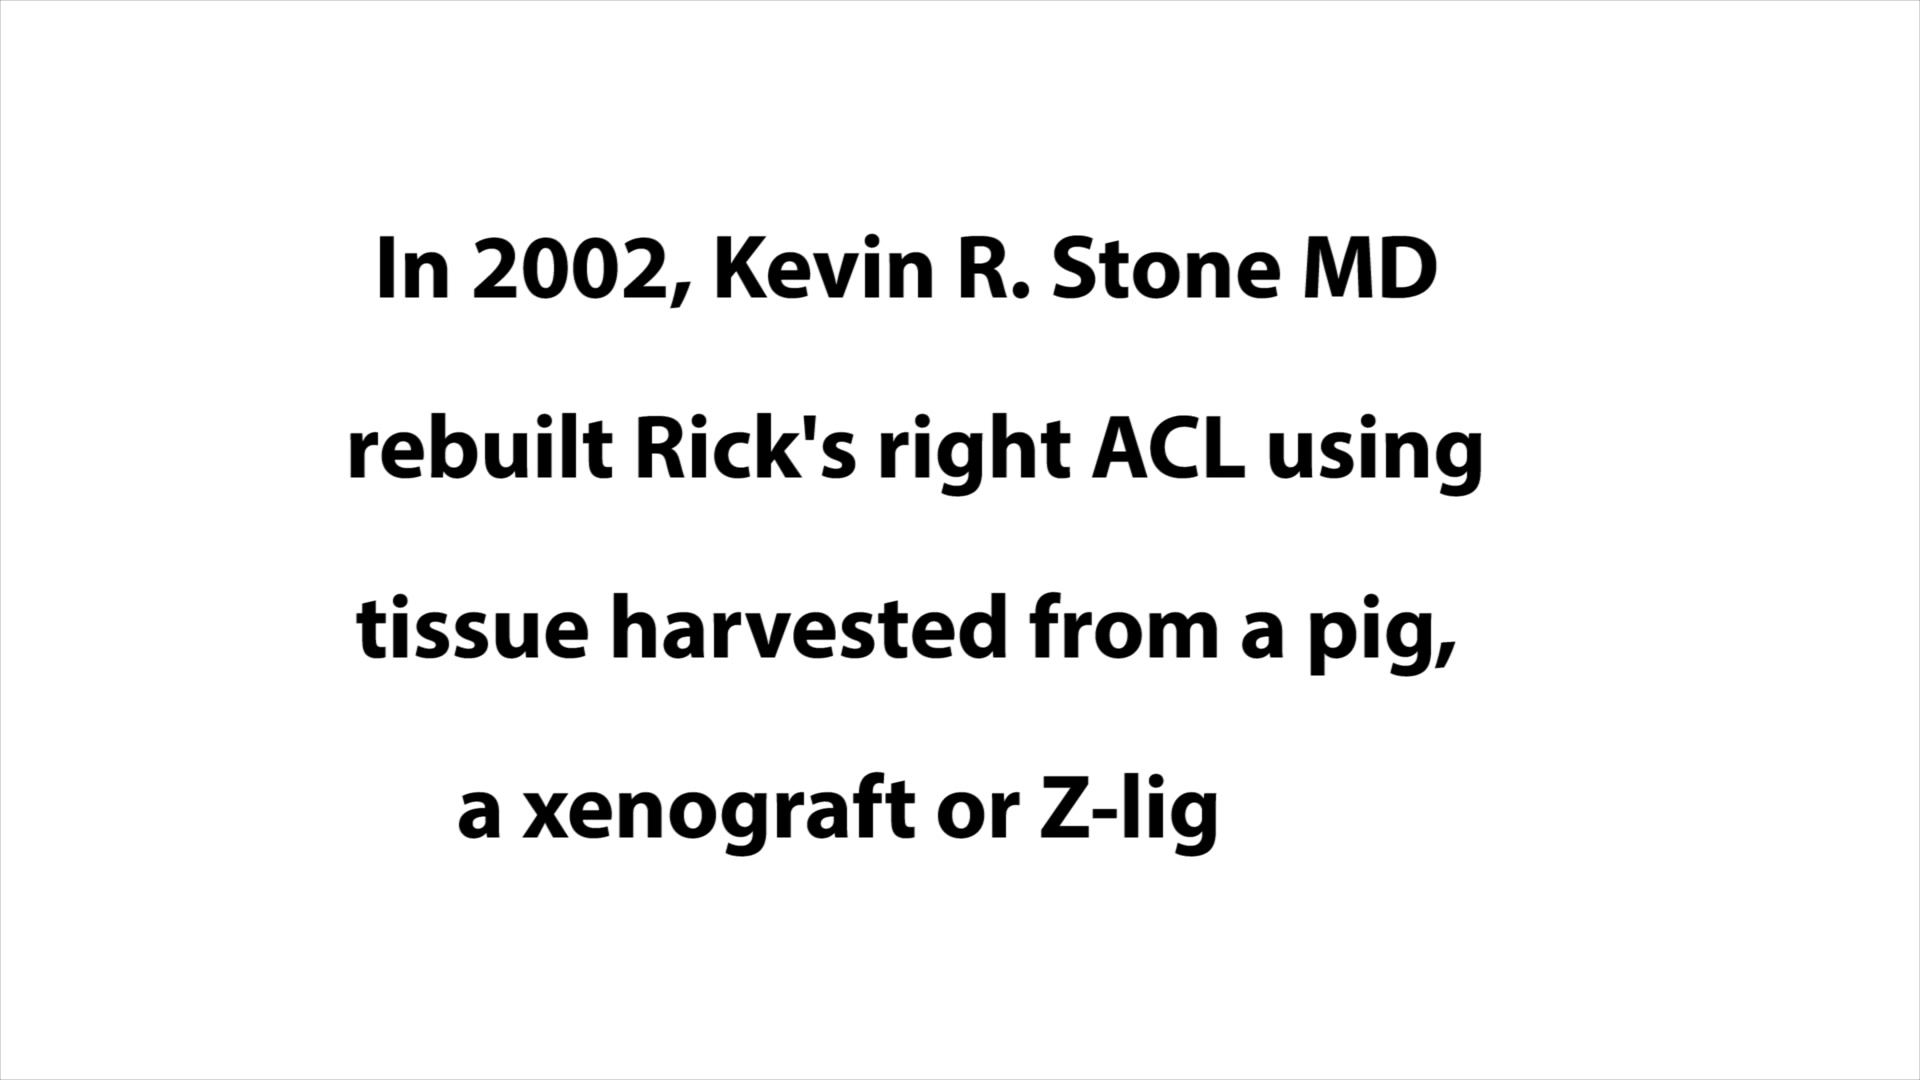 In 2002, Kevin R. Stone MD
rebuilt Rick's right ACL using
tissue harvested from a pig,
a xenograft or Z-lig